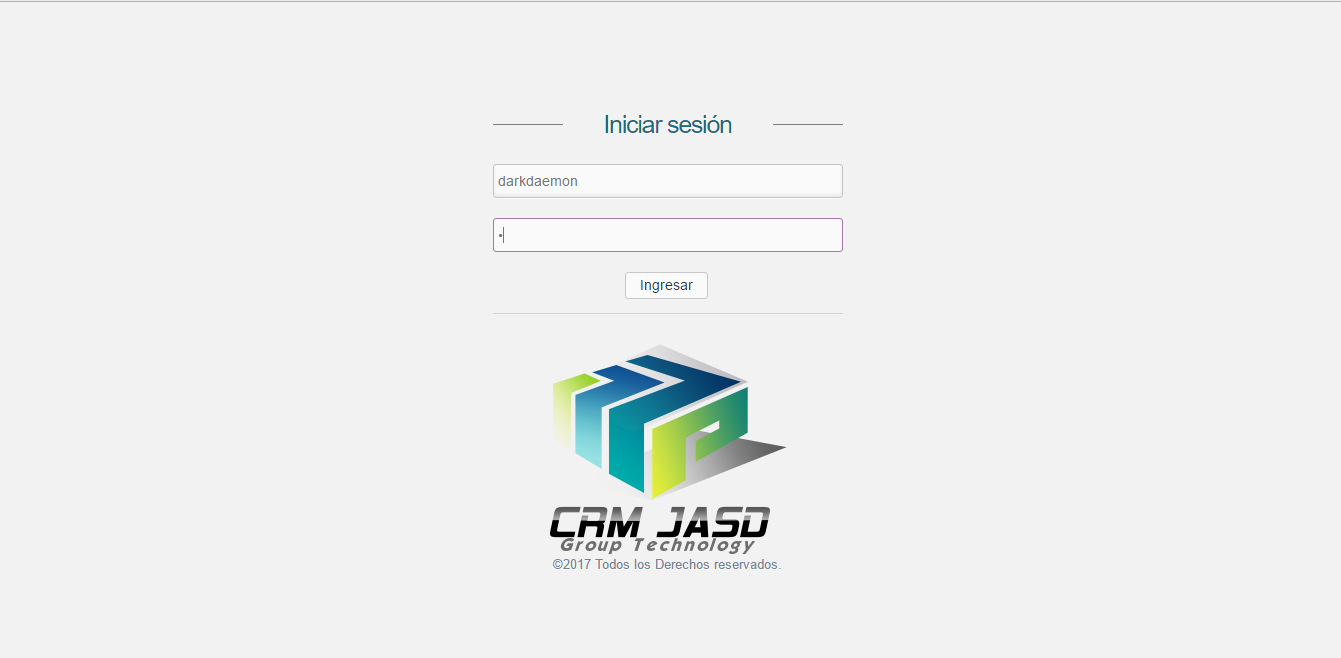 Iniciar sesión
darkdaemon
•
Ingresar
CRM JASD
Group Technology
©2017 Todos los Derechos reservados.